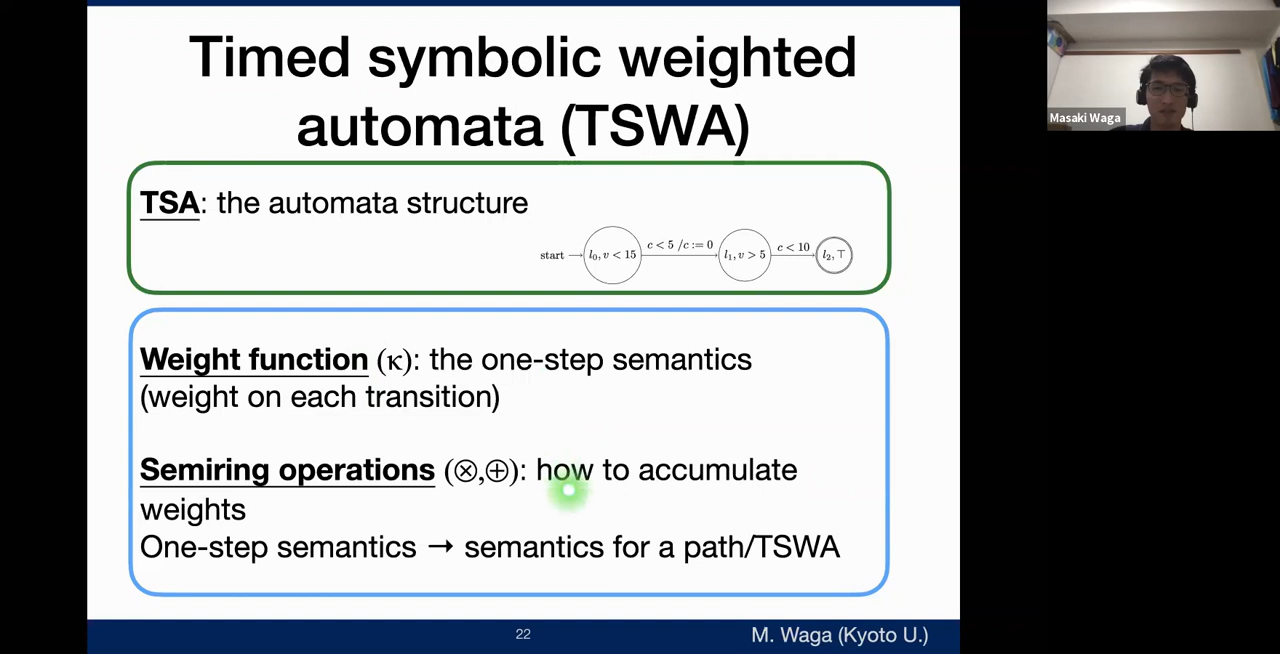 Timed symbolic weighted
automata (TSWA)
TSA: the automata structure
start
l₀, v < 15
c < 5 /c := 0
l₁, v > 5
c < 10
l₂, ⊤
Weight function (κ): the one-step semantics
(weight on each transition)
Semiring operations (⊗,⊕): how to accumulate
weights
One-step semantics → semantics for a path/TSWA
22
M. Waga (Kyoto U.)
Masaki Waga